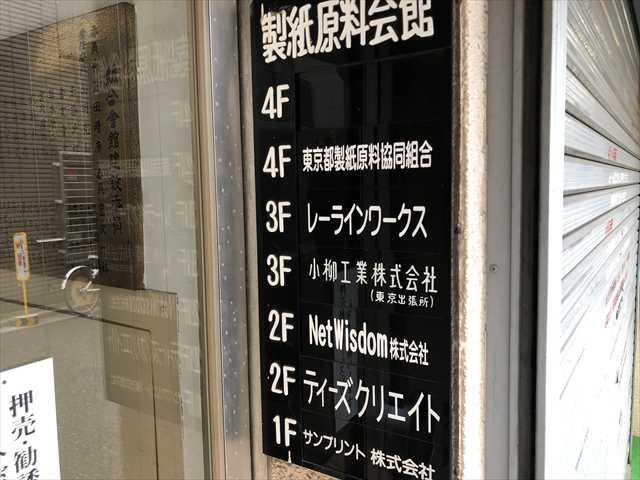 製紙原料会館
4F
4F 東京都製紙原料協同組合
3F レーラインワークス
3F 小柳工業株式会社
(東京出張所)
2F NetWisdom株式会社
2F ティーズクリエイト
1F サンプリント 株式会社
押売・勧誘